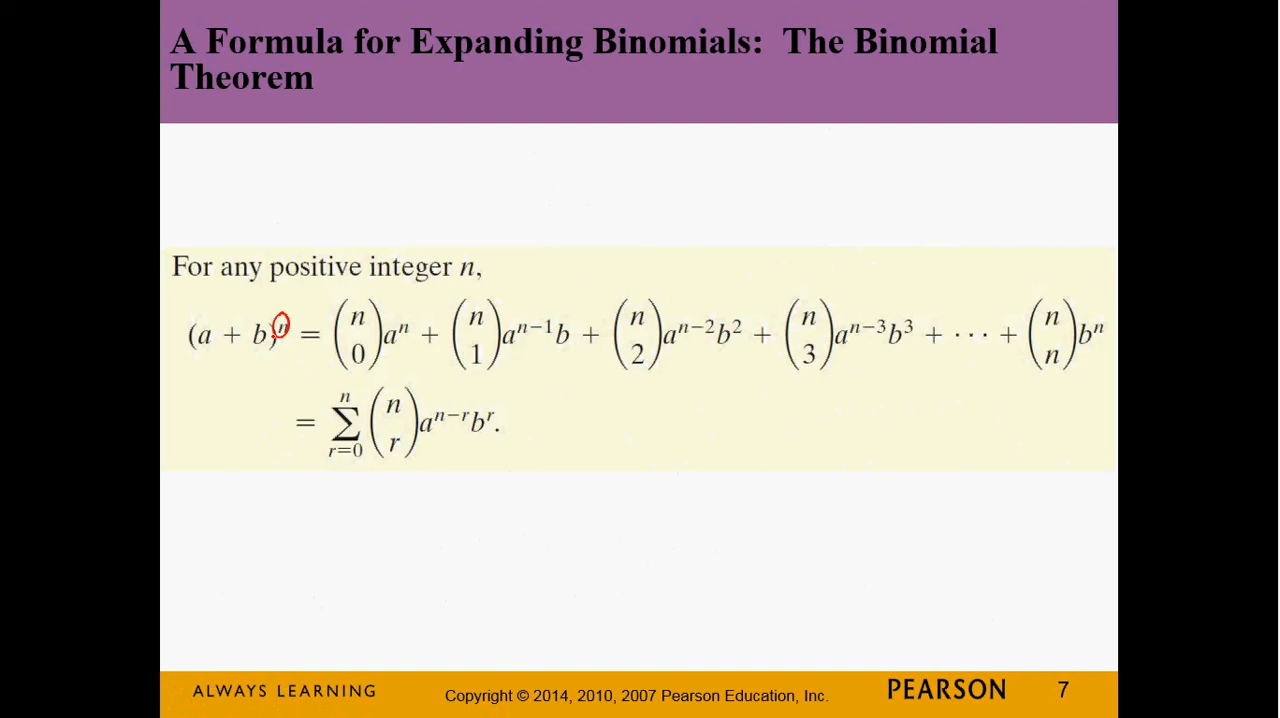 A Formula for Expanding Binomials: The Binomial
Theorem
For any positive integer n,
(a + b)ⁿ = (n 0)aⁿ + (n 1)aⁿ⁻¹b + (n 2)aⁿ⁻²b² + (n 3)aⁿ⁻³b³ + ··· + (n n)bⁿ
= ∑ⁿᵣ₌₀ (n r)aⁿ⁻ʳbʳ.
ALWAYS LEARNING Copyright © 2014, 2010, 2007 Pearson Education, Inc. PEARSON 7